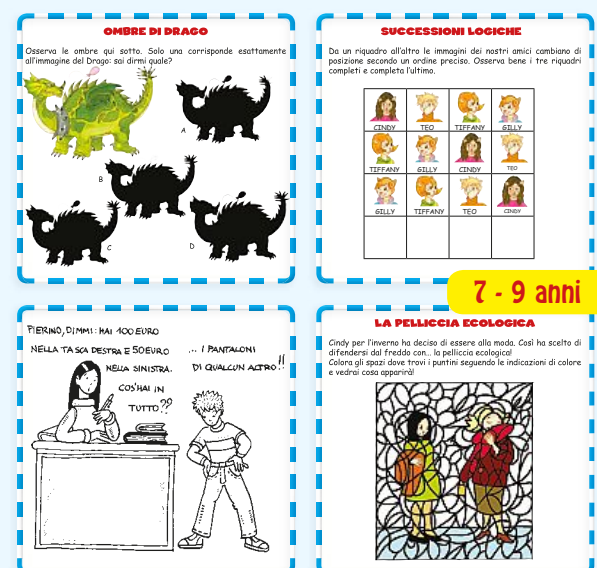 OMBRE DI DRAGO
Osserva le ombre qui sotto. Solo una corrisponde esattamente
all'immagine del Drago: sai dirmi quale?
A
B
C
D
SUCCESSIONI LOGICHE
Da un riquadro all'altro le immagini dei nostri amici cambiano di
posizione secondo un ordine preciso. Osserva bene i tre riquadri
completi e completa l'ultimo.
CINDY TEO TIFFANY GILLY
TIFFANY GILLY CINDY TEO
GILLY TIFFANY TEO CINDY
7 - 9 anni
PIERINO, DIMMI: HAI 100 EURO
NELLA TASCA DESTRA E 50 EURO
NELLA SINISTRA.
COS'HAI IN
TUTTO??
... I PANTALONI
DI QUALCUN ALTRO!!
LA PELLICCIA ECOLOGICA
Cindy per l'inverno ha deciso di essere alla moda. Così ha scelto di
difendersi dal freddo con... la pelliccia ecologica!
Colora gli spazi dove trovi i puntini seguendo le indicazioni di colore
e vedrai cosa apparirà!